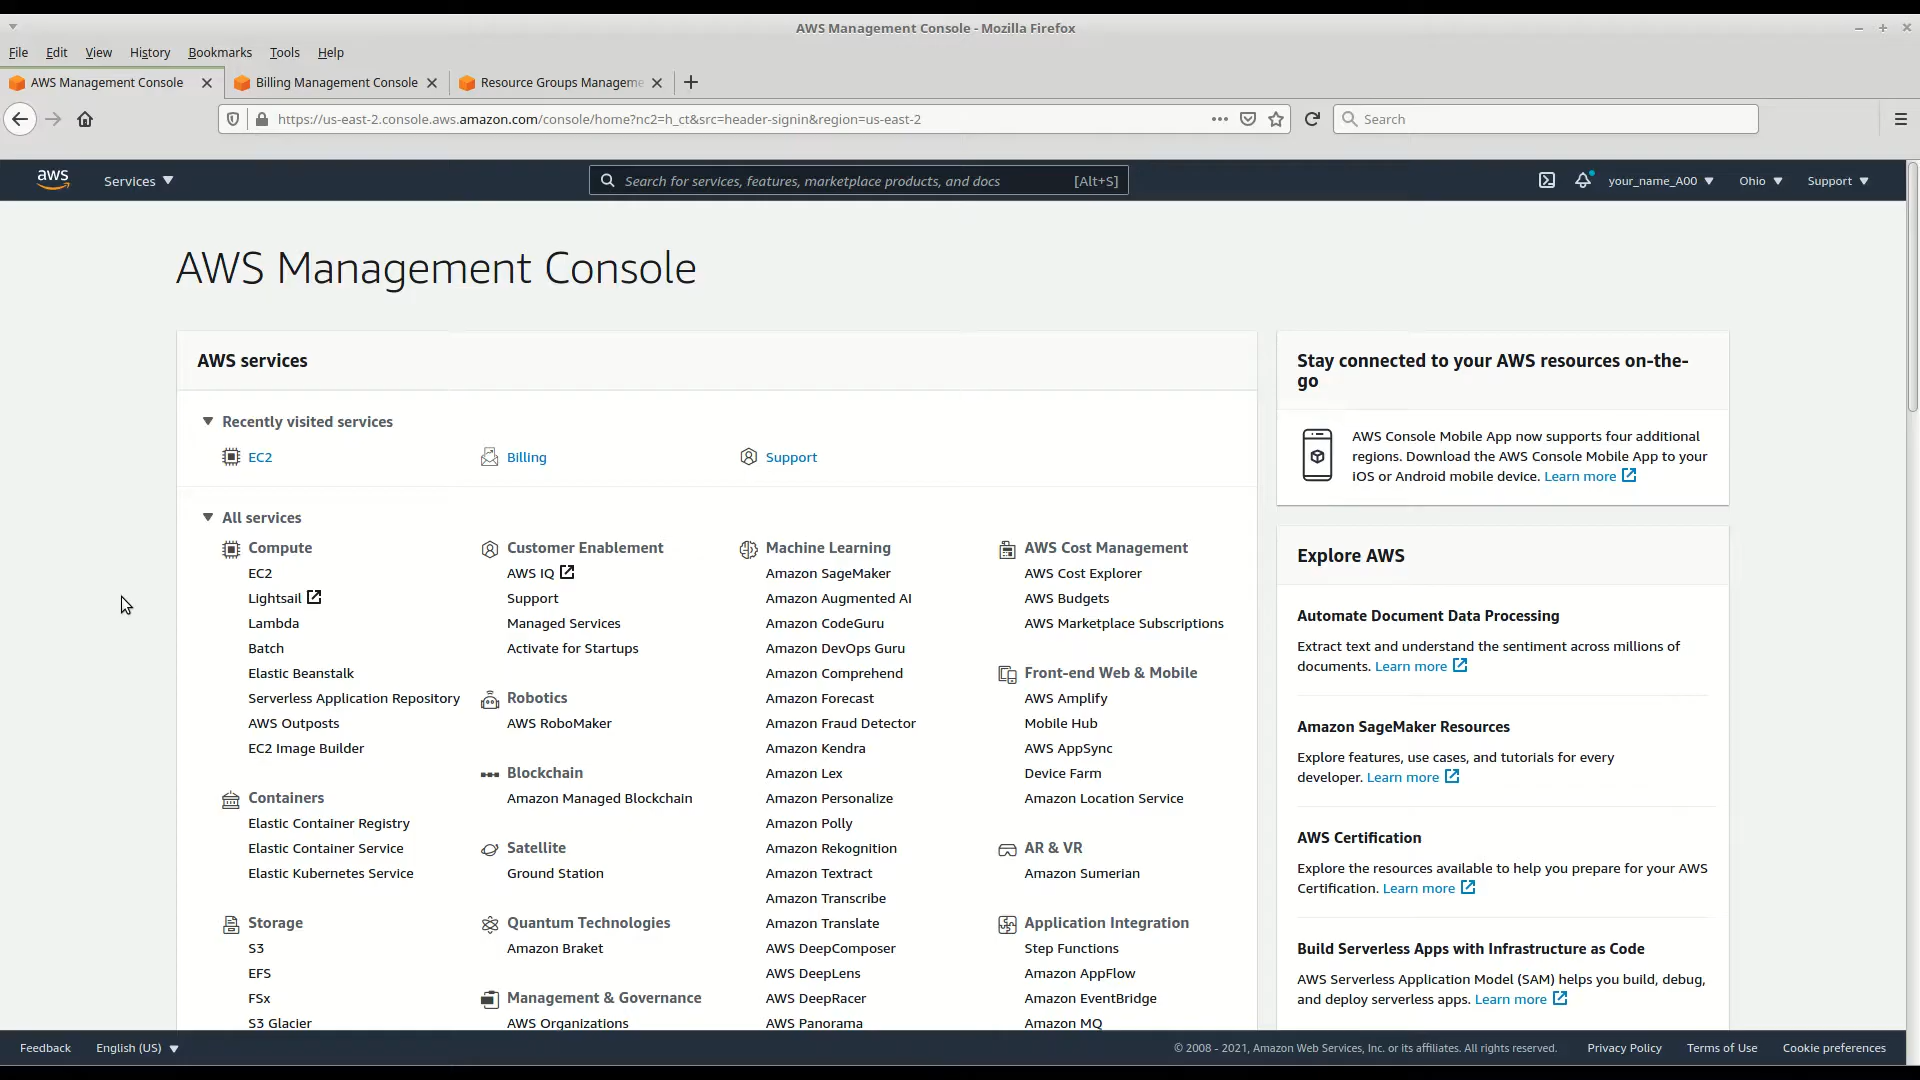 AWS Management Console - Mozilla Firefox
File Edit View History Bookmarks Tools Help
AWS Management Console Billing Management Console Resource Groups Manageme
https://us-east-2.console.aws.amazon.com/console/home?nc2=h_ct&src=header-signin&region=us-east-2 Search
aws Services Search for services, features, marketplace products, and docs [Alt+S] your_name_A00 Ohio Support
AWS Management Console
AWS services
Recently visited services
EC2 Billing Support
All services
Compute
EC2
Lightsail
Lambda
Batch
Elastic Beanstalk
Serverless Application Repository
AWS Outposts
EC2 Image Builder
Containers
Elastic Container Registry
Elastic Container Service
Elastic Kubernetes Service
Storage
S3
EFS
FSx
S3 Glacier
Customer Enablement
AWS IQ
Support
Managed Services
Activate for Startups
Robotics
AWS RoboMaker
Blockchain
Amazon Managed Blockchain
Satellite
Ground Station
Quantum Technologies
Amazon Braket
Management & Governance
AWS Organizations
Machine Learning
Amazon SageMaker
Amazon Augmented AI
Amazon CodeGuru
Amazon DevOps Guru
Amazon Comprehend
Amazon Forecast
Amazon Fraud Detector
Amazon Kendra
Amazon Lex
Amazon Personalize
Amazon Polly
Amazon Rekognition
Amazon Textract
Amazon Transcribe
Amazon Translate
AWS DeepComposer
AWS DeepLens
AWS DeepRacer
AWS Panorama
AWS Cost Management
AWS Cost Explorer
AWS Budgets
AWS Marketplace Subscriptions
Front-end Web & Mobile
AWS Amplify
Mobile Hub
AWS AppSync
Device Farm
Amazon Location Service
AR & VR
Amazon Sumerian
Application Integration
Step Functions
Amazon AppFlow
Amazon EventBridge
Amazon MQ
Stay connected to your AWS resources on-the-
go
AWS Console Mobile App now supports four additional
regions. Download the AWS Console Mobile App to your
iOS or Android mobile device. Learn more
Explore AWS
Automate Document Data Processing
Extract text and understand the sentiment across millions of
documents. Learn more
Amazon SageMaker Resources
Explore features, use cases, and tutorials for every
developer. Learn more
AWS Certification
Explore the resources available to help you prepare for your AWS
Certification. Learn more
Build Serverless Apps with Infrastructure as Code
AWS Serverless Application Model (SAM) helps you build, debug,
and deploy serverless apps. Learn more
Feedback English (US) © 2008 - 2021, Amazon Web Services, Inc. or its affiliates. All rights reserved. Privacy Policy Terms of Use Cookie preferences